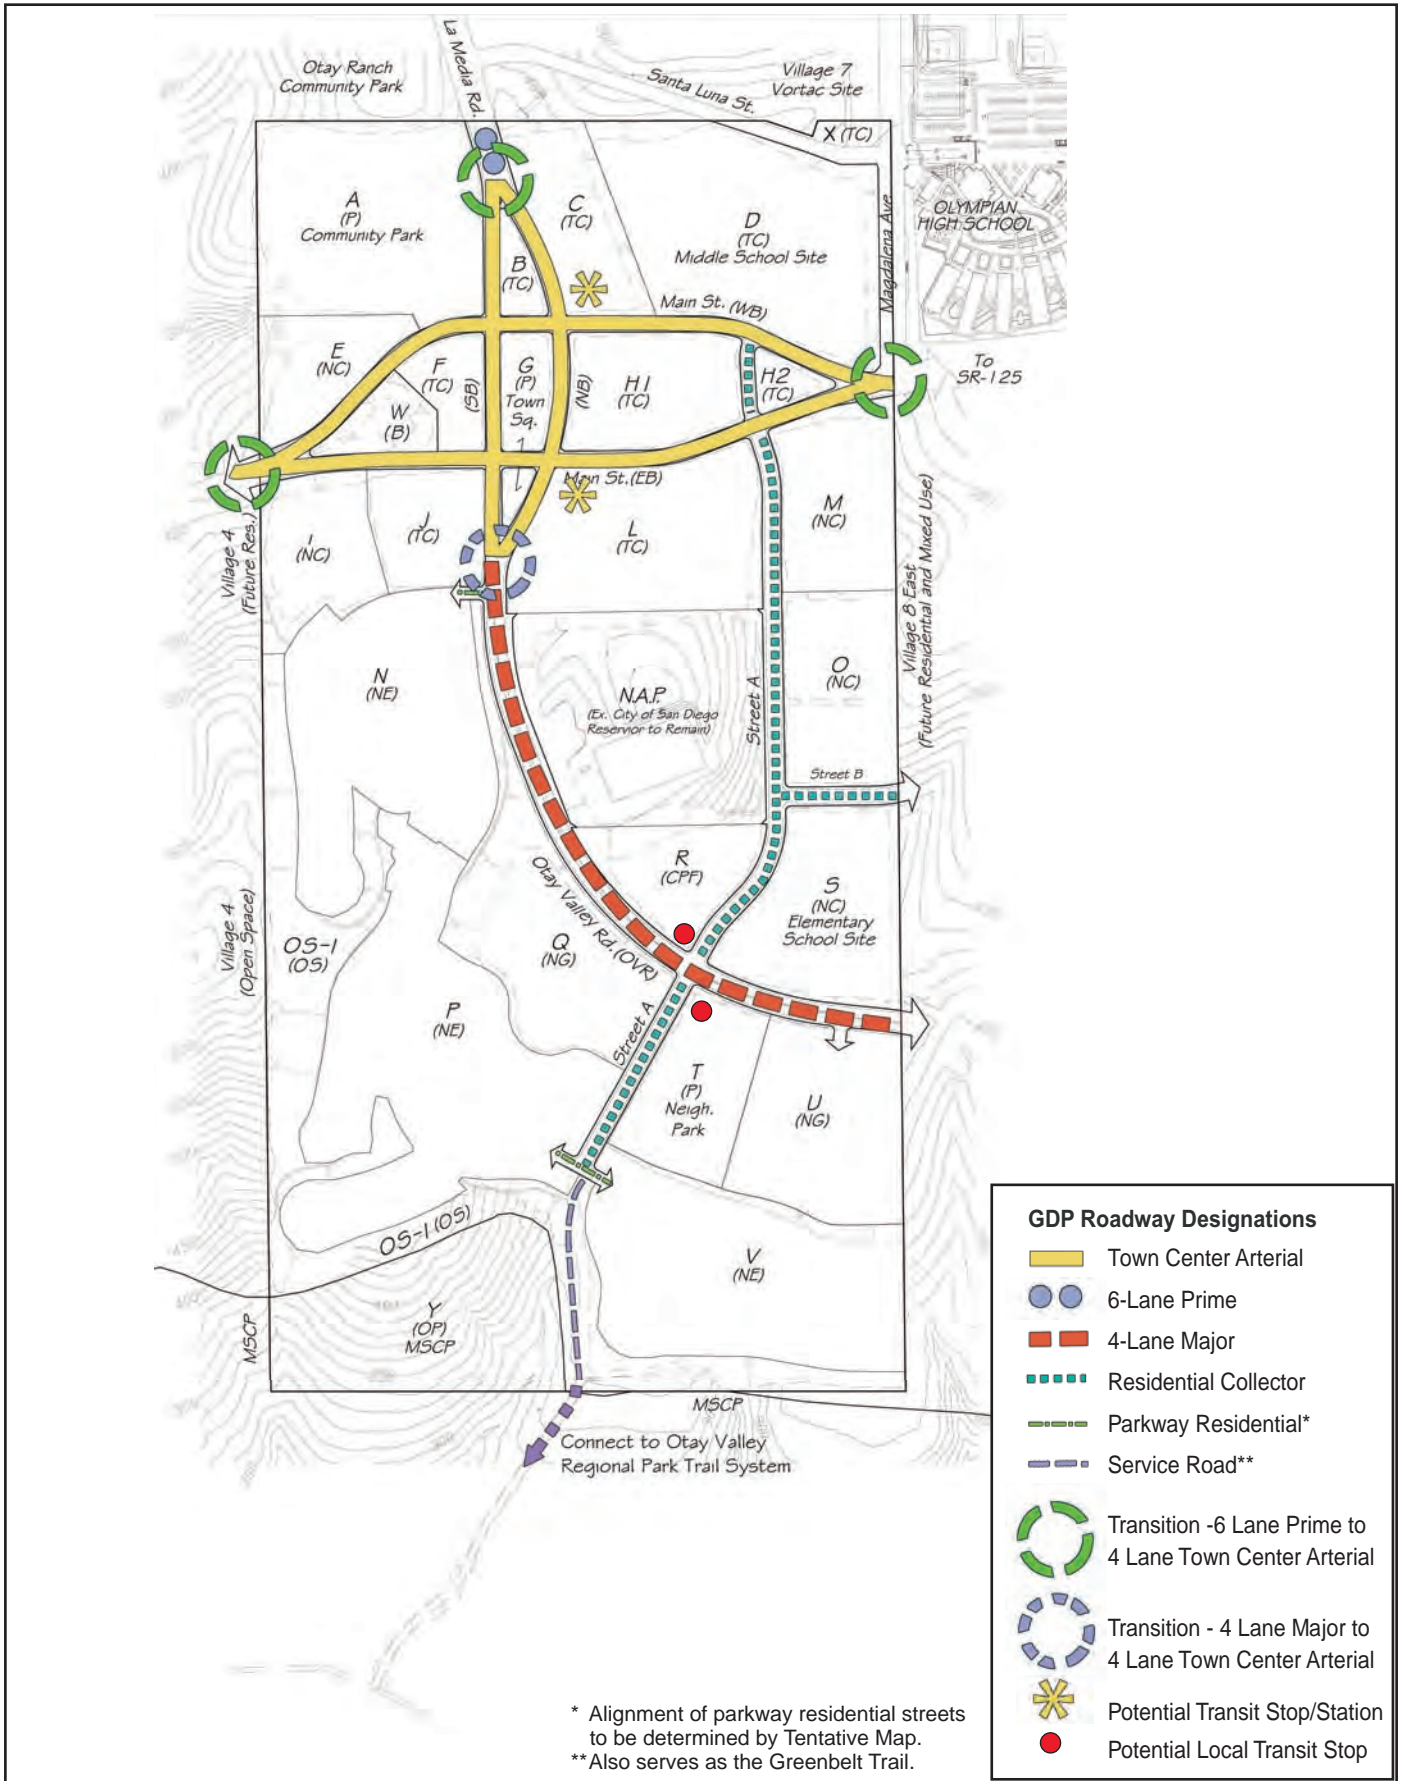 La Media Rd.
Otay Ranch
Community Park
Santa Luna St.
Village 7
Vortac Site
X (TC)
A
(P)
Community Park
C
(TC)
D
(TC)
Middle School Site
OLYMPIAN
HIGH SCHOOL
Magdalena Ave
B
(TC)
Main St. (WB)
To
SR-125
E
(NC)
F
(TC)
(SB)
G
(P)
Town
Sq.
(NB)
H1
(TC)
H2
(TC)
W
(B)
Main St.(EB)
Village 4
(Future Res.)
I
(NC)
J
(TC)
L
(TC)
M
(NC)
Village 8 East
(Future Residential and Mixed Use)
N
(NE)
N.A.P.
(Ex. City of San Diego
Reservior to Remain)
Street A
O
(NC)
Street B
R
(CPF)
S
(NC)
Elementary
School Site
Otay Valley Rd.(OVR)
Village 4
(Open Space)
OS-1
(OS)
Q
(NG)
P
(NE)
Street A
T
(P)
Neigh.
Park
U
(NG)
OS-1 (OS)
V
(NE)
Y
(OP)
MSCP
MSCP
MSCP
Connect to Otay Valley
Regional Park Trail System
GDP Roadway Designations
Town Center Arterial
6-Lane Prime
4-Lane Major
Residential Collector
Parkway Residential*
Service Road**
Transition -6 Lane Prime to
4 Lane Town Center Arterial
Transition - 4 Lane Major to
4 Lane Town Center Arterial
Potential Transit Stop/Station
Potential Local Transit Stop
* Alignment of parkway residential streets
to be determined by Tentative Map.
**Also serves as the Greenbelt Trail.